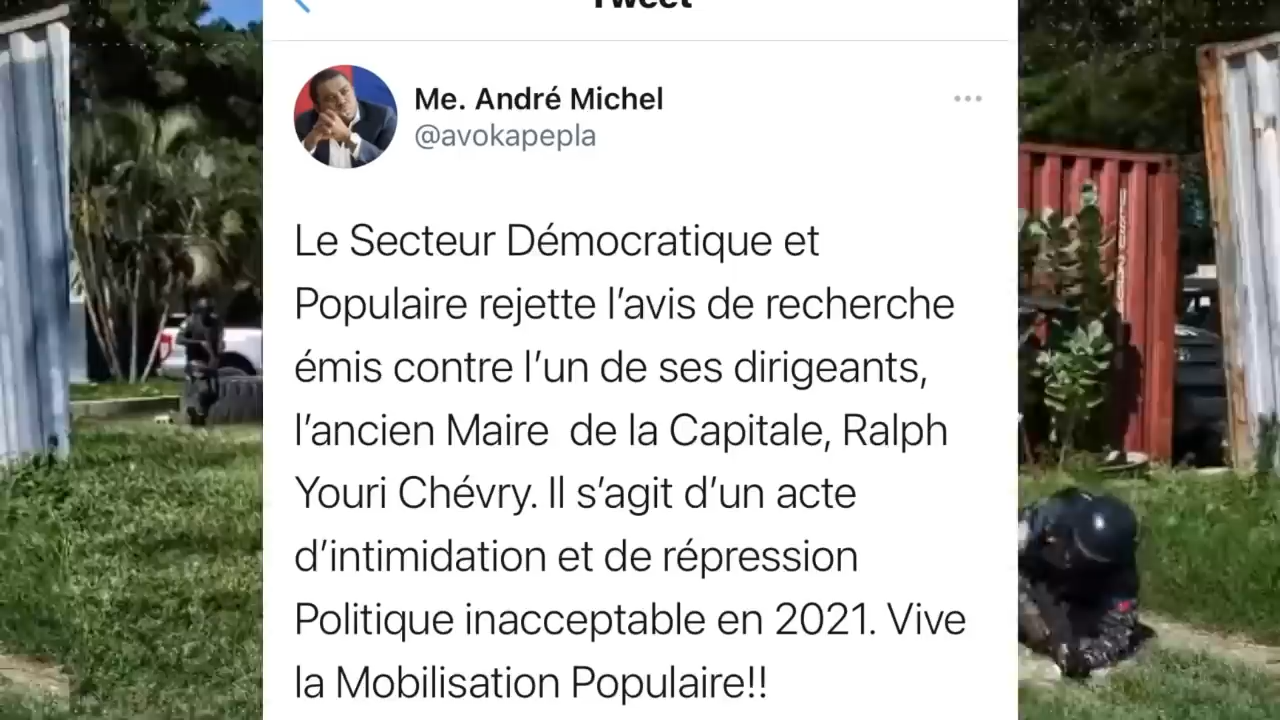 Tweet
Me. André Michel
@avokapepla
Le Secteur Démocratique et
Populaire rejette l’avis de recherche
émis contre l’un de ses dirigeants,
l’ancien Maire  de la Capitale, Ralph
Youri Chévry. Il s’agit d’un acte
d’intimidation et de répression
Politique inacceptable en 2021. Vive
la Mobilisation Populaire!!